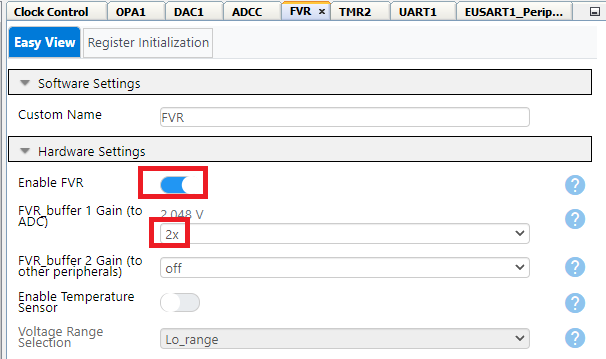 Clock Control OPA1 DAC1 ADCC FVR × TMR2 UART1 EUSART1_Perip...
Easy View Register Initialization
Software Settings
Custom Name FVR
Hardware Settings
Enable FVR ?
FVR_buffer 1 Gain (to 2.048 V
ADC) 2x ?
FVR_buffer 2 Gain (to
other peripherals) off ?
Enable Temperature
Sensor ?
Voltage Range
Selection Lo_range ?